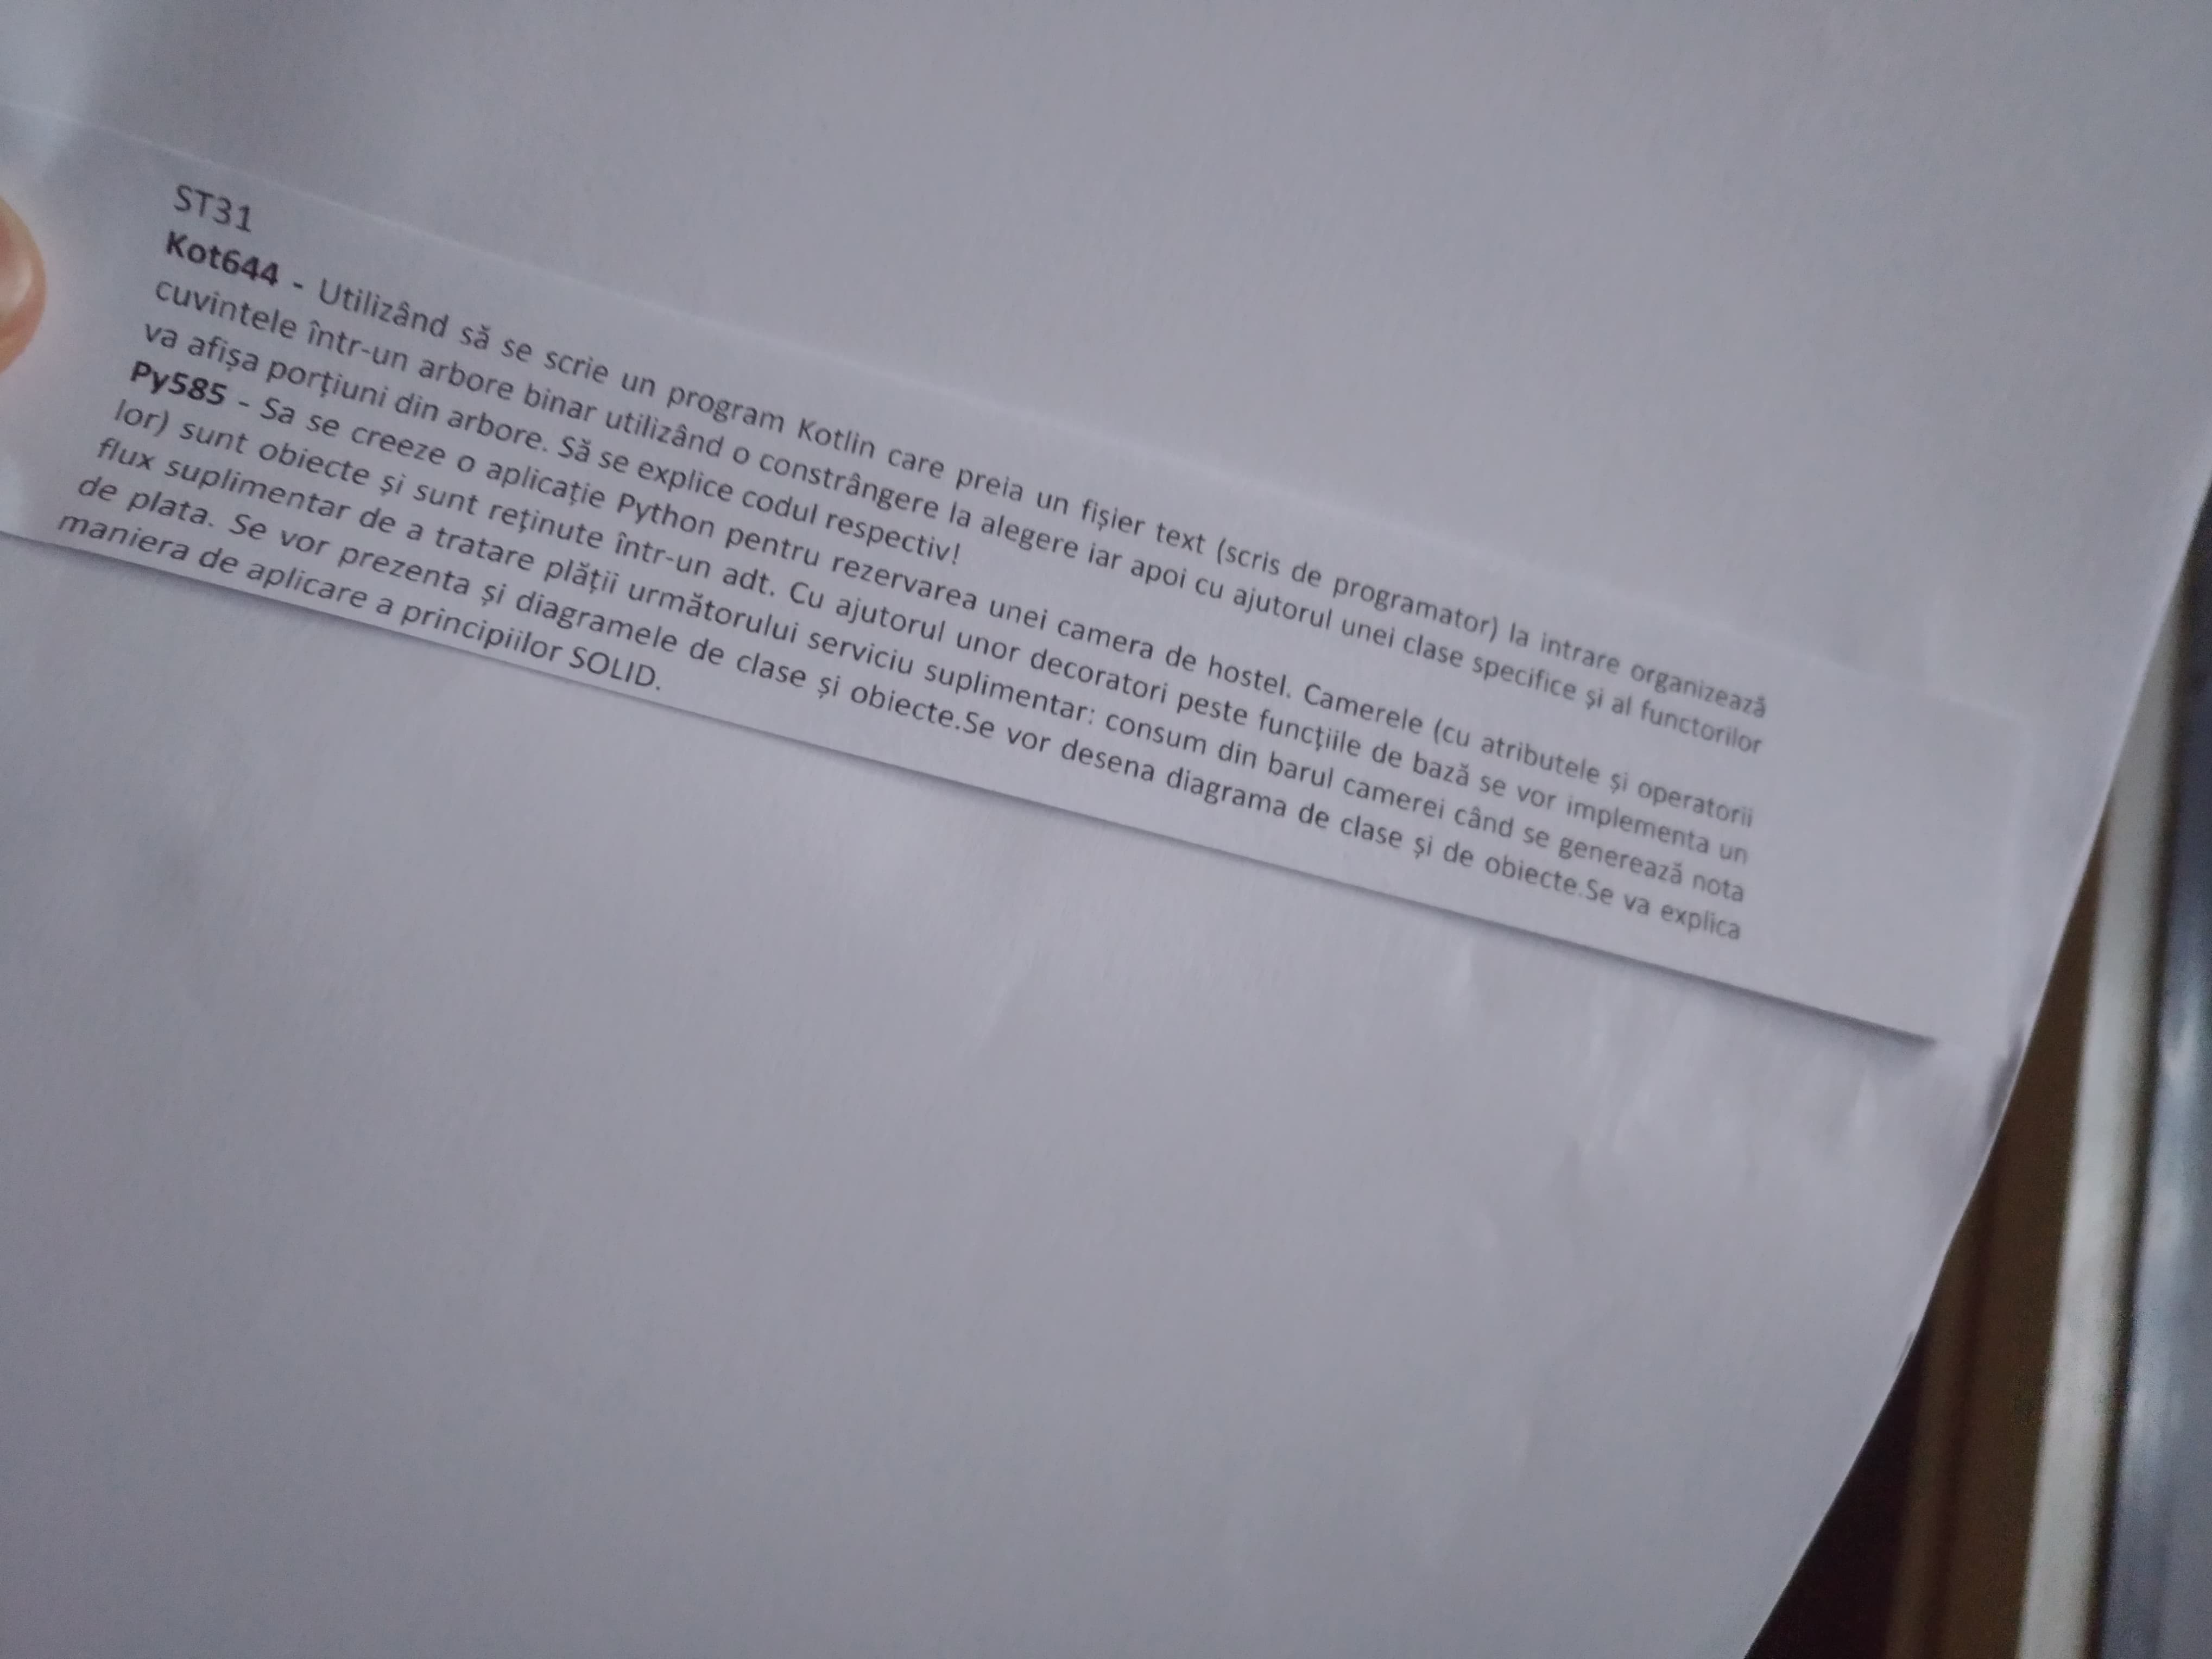 ST31
Kot644 - Utilizând să se scrie un program Kotlin care preia un fișier text (scris de programator) la intrare organizează
cuvintele într-un arbore binar utilizând o constrângere la alegere iar apoi cu ajutorul unei clase specifice și al functorilor
va afișa porțiuni din arbore. Să se explice codul respectiv!
Py585 - Sa se creeze o aplicație Python pentru rezervarea unei camera de hostel. Camerele (cu atributele și operatorii
lor) sunt obiecte și sunt reținute într-un adt. Cu ajutorul unor decoratori peste funcțiile de bază se vor implementa un
flux suplimentar de a tratare plății următorului serviciu suplimentar: consum din barul camerei când se generează nota
de plata. Se vor prezenta și diagramele de clase și obiecte.Se vor desena diagrama de clase și de obiecte.Se va explica
maniera de aplicare a principiilor SOLID.